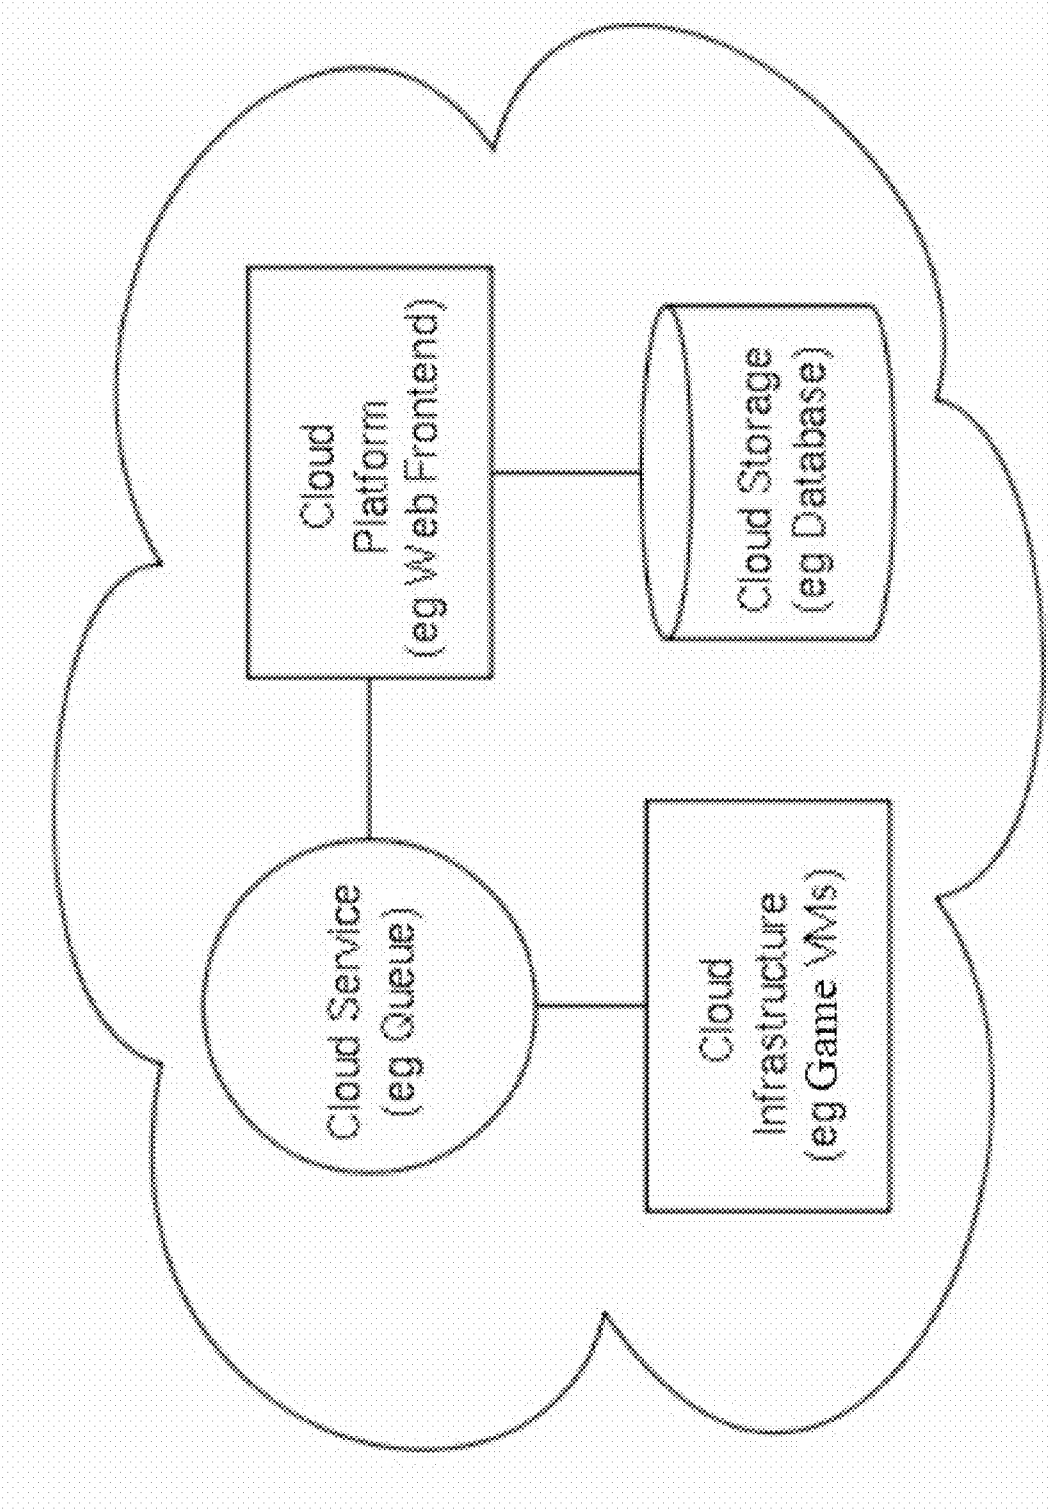 Cloud Service
(eg Queue)
Cloud
Platform
(eg Web Frontend)
Cloud
Infrastructure
(eg Game VMs)
Cloud Storage
(eg Database)